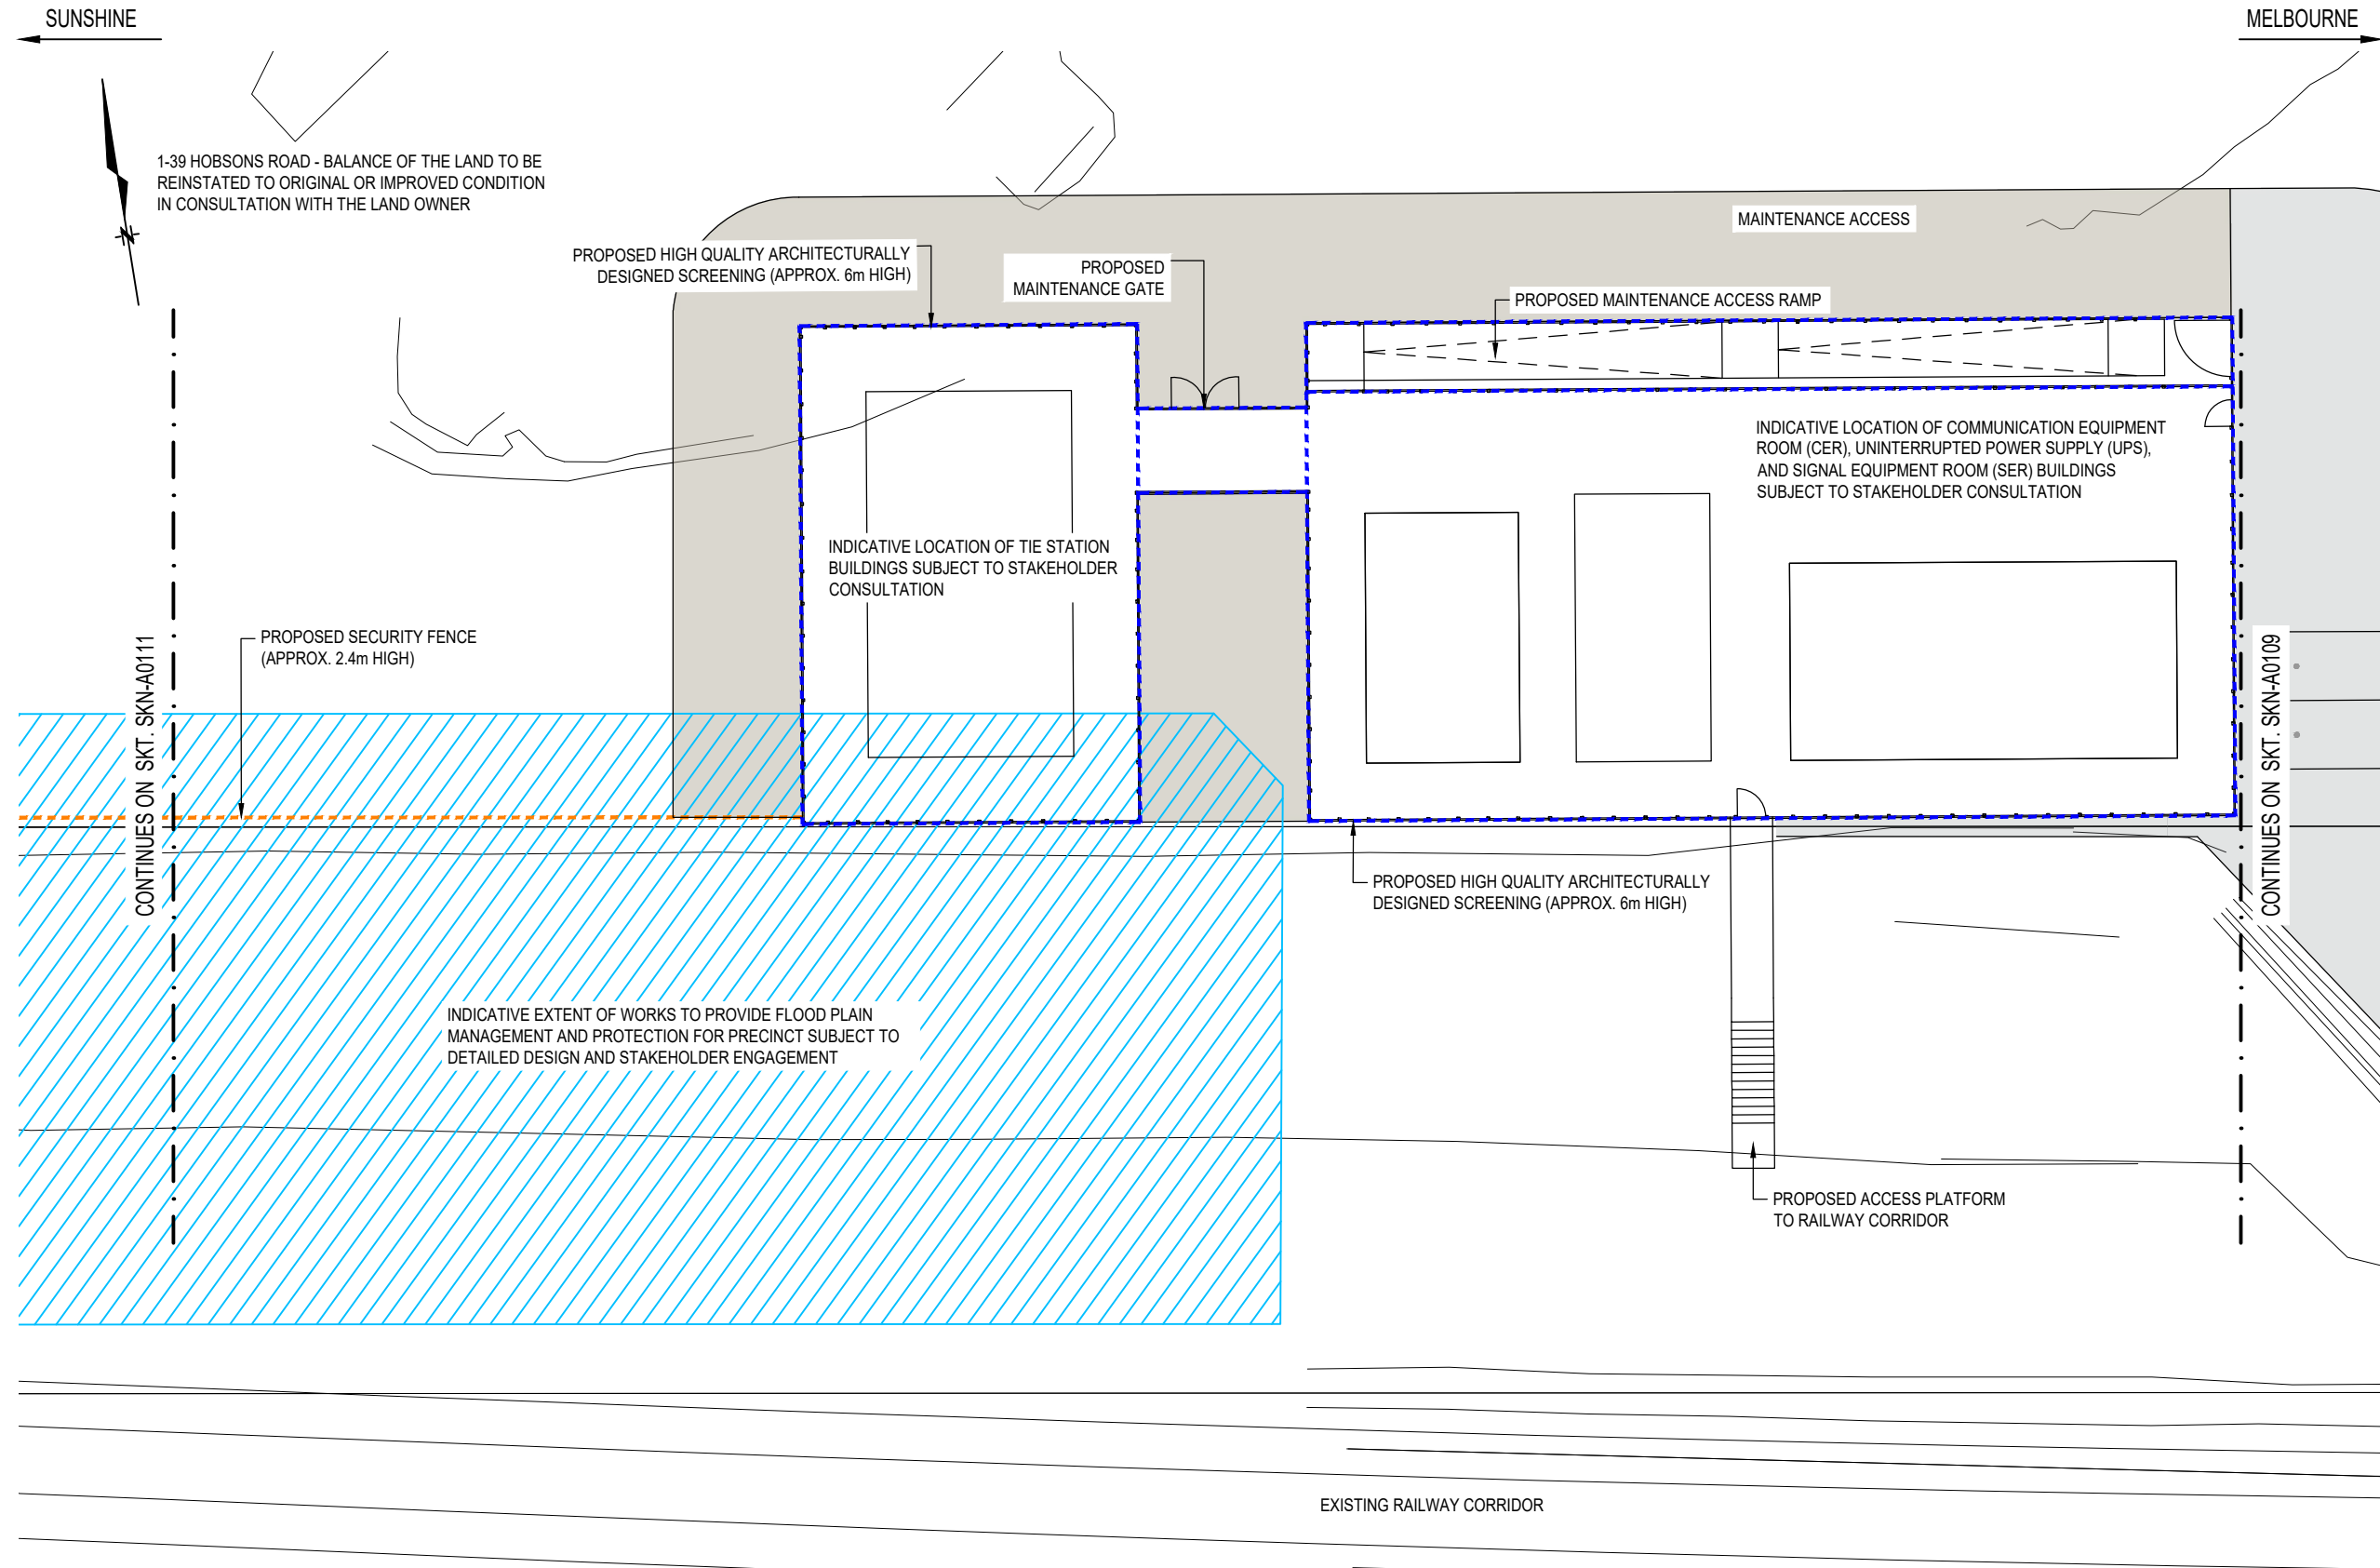 SUNSHINE
MELBOURNE
1-39 HOBSONS ROAD - BALANCE OF THE LAND TO BE
REINSTATED TO ORIGINAL OR IMPROVED CONDITION
IN CONSULTATION WITH THE LAND OWNER
MAINTENANCE ACCESS
PROPOSED HIGH QUALITY ARCHITECTURALLY
DESIGNED SCREENING (APPROX. 6m HIGH)
PROPOSED
MAINTENANCE GATE
PROPOSED MAINTENANCE ACCESS RAMP
INDICATIVE LOCATION OF COMMUNICATION EQUIPMENT
ROOM (CER), UNINTERRUPTED POWER SUPPLY (UPS),
AND SIGNAL EQUIPMENT ROOM (SER) BUILDINGS
SUBJECT TO STAKEHOLDER CONSULTATION
INDICATIVE LOCATION OF TIE STATION
BUILDINGS SUBJECT TO STAKEHOLDER
CONSULTATION
PROPOSED SECURITY FENCE
(APPROX. 2.4m HIGH)
CONTINUES ON SKT. SKN-A0111
CONTINUES ON SKT. SKN-A0109
PROPOSED HIGH QUALITY ARCHITECTURALLY
DESIGNED SCREENING (APPROX. 6m HIGH)
INDICATIVE EXTENT OF WORKS TO PROVIDE FLOOD PLAIN
MANAGEMENT AND PROTECTION FOR PRECINCT SUBJECT TO
DETAILED DESIGN AND STAKEHOLDER ENGAGEMENT
PROPOSED ACCESS PLATFORM
TO RAILWAY CORRIDOR
EXISTING RAILWAY CORRIDOR